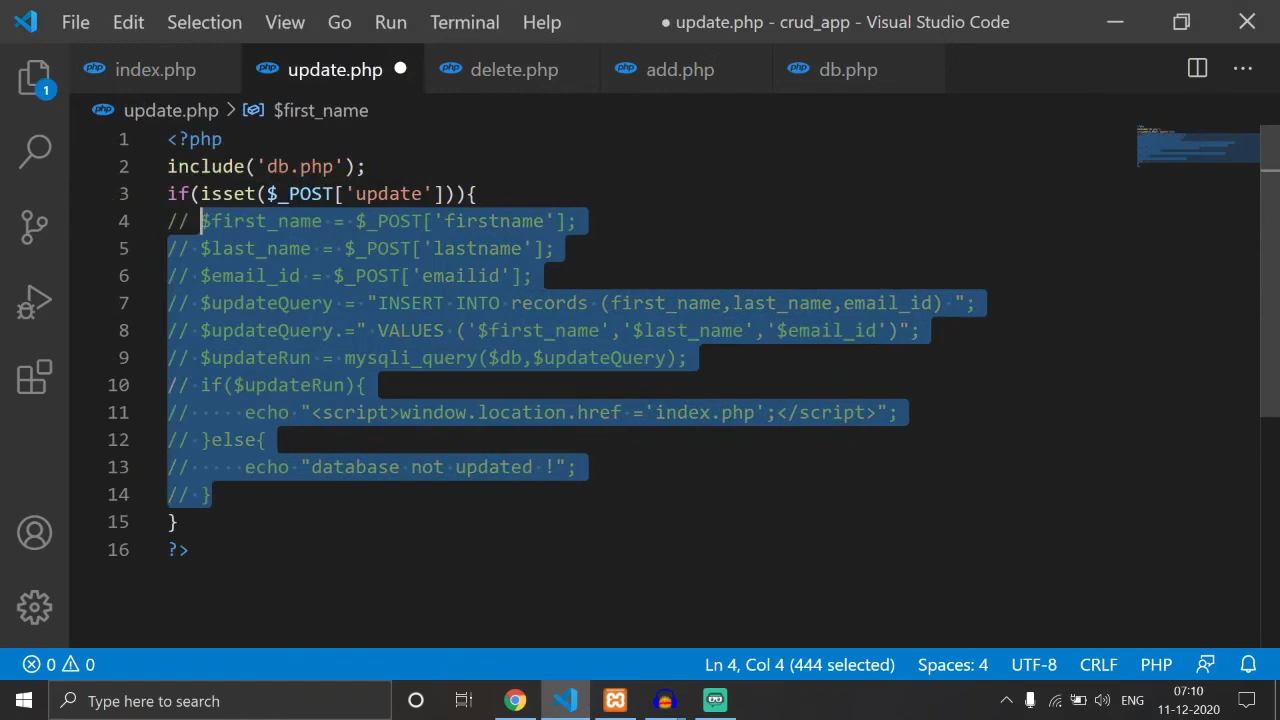 File Edit Selection View Go Run Terminal Help ● update.php - crud_app - Visual Studio Code
index.php update.php delete.php add.php db.php
update.php > $first_name
1 <?php
2 include('db.php');
3 if(isset($_POST['update'])){
4 // $first_name = $_POST['firstname'];
5 // $last_name = $_POST['lastname'];
6 // $email_id = $_POST['emailid'];
7 // $updateQuery = "INSERT INTO records (first_name,last_name,email_id) ";
8 // $updateQuery.=" VALUES ('$first_name','$last_name','$email_id')";
9 // $updateRun = mysqli_query($db,$updateQuery);
10 // if($updateRun){
11 //     echo "<script>window.location.href ='index.php';</script>";
12 // }else{
13 //     echo "database not updated !";
14 // }
15 }
16 ?>
1
0 0 Ln 4, Col 4 (444 selected) Spaces: 4 UTF-8 CRLF PHP
Type here to search ENG 07:10
11-12-2020